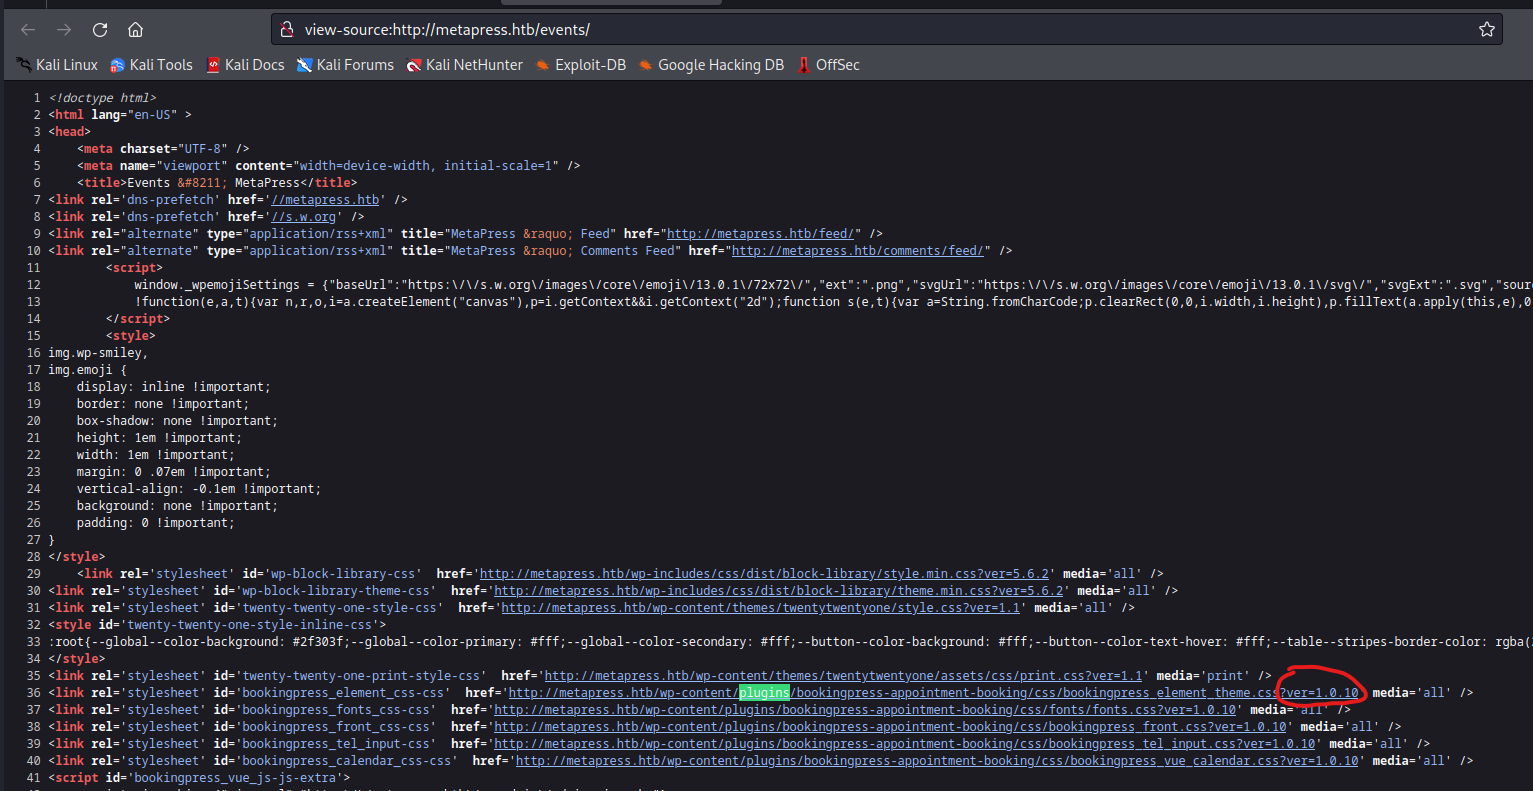 view-source:http://metapress.htb/events/
Kali Linux Kali Tools Kali Docs Kali Forums Kali NetHunter Exploit-DB Google Hacking DB OffSec
1 <!doctype html>
2 <html lang="en-US" >
3 <head>
4 <meta charset="UTF-8" />
5 <meta name="viewport" content="width=device-width, initial-scale=1" />
6 <title>Events &#8211; MetaPress</title>
7 <link rel='dns-prefetch' href='//metapress.htb' />
8 <link rel='dns-prefetch' href='//s.w.org' />
9 <link rel="alternate" type="application/rss+xml" title="MetaPress &raquo; Feed" href="http://metapress.htb/feed/" />
10 <link rel="alternate" type="application/rss+xml" title="MetaPress &raquo; Comments Feed" href="http://metapress.htb/comments/feed/" />
11 <script>
12 window._wpemojiSettings = {"baseUrl":"https:\/\/s.w.org\/images\/core\/emoji\/13.0.1\/72x72\/","ext":".png","svgUrl":"https:\/\/s.w.org\/images\/core\/emoji\/13.0.1\/svg\/","svgExt":".svg","sour
13 !function(e,a,t){var n,r,o,i=a.createElement("canvas"),p=i.getContext&&i.getContext("2d");function s(e,t){var a=String.fromCharCode;p.clearRect(0,0,i.width,i.height),p.fillText(a.apply(this,e),0
14 </script>
15 <style>
16 img.wp-smiley,
17 img.emoji {
18 display: inline !important;
19 border: none !important;
20 box-shadow: none !important;
21 height: 1em !important;
22 width: 1em !important;
23 margin: 0 .07em !important;
24 vertical-align: -0.1em !important;
25 background: none !important;
26 padding: 0 !important;
27 }
28 </style>
29 <link rel='stylesheet' id='wp-block-library-css' href='http://metapress.htb/wp-includes/css/dist/block-library/style.min.css?ver=5.6.2' media='all' />
30 <link rel='stylesheet' id='wp-block-library-theme-css' href='http://metapress.htb/wp-includes/css/dist/block-library/theme.min.css?ver=5.6.2' media='all' />
31 <link rel='stylesheet' id='twenty-twenty-one-style-css' href='http://metapress.htb/wp-content/themes/twentytwentyone/style.css?ver=1.1' media='all' />
32 <style id='twenty-twenty-one-style-inline-css'>
33 :root{--global--color-background: #2f303f;--global--color-primary: #fff;--global--color-secondary: #fff;--button--color-background: #fff;--button--color-text-hover: #fff;--table--stripes-border-color: rgba(
34 </style>
35 <link rel='stylesheet' id='twenty-twenty-one-print-style-css' href='http://metapress.htb/wp-content/themes/twentytwentyone/assets/css/print.css?ver=1.1' media='print' />
36 <link rel='stylesheet' id='bookingpress_element_css-css' href='http://metapress.htb/wp-content/plugins/bookingpress-appointment-booking/css/bookingpress_element_theme.css?ver=1.0.10' media='all' />
37 <link rel='stylesheet' id='bookingpress_fonts_css-css' href='http://metapress.htb/wp-content/plugins/bookingpress-appointment-booking/css/fonts/fonts.css?ver=1.0.10' media='all' />
38 <link rel='stylesheet' id='bookingpress_front_css-css' href='http://metapress.htb/wp-content/plugins/bookingpress-appointment-booking/css/bookingpress_front.css?ver=1.0.10' media='all' />
39 <link rel='stylesheet' id='bookingpress_tel_input-css' href='http://metapress.htb/wp-content/plugins/bookingpress-appointment-booking/css/bookingpress_tel_input.css?ver=1.0.10' media='all' />
40 <link rel='stylesheet' id='bookingpress_calendar_css-css' href='http://metapress.htb/wp-content/plugins/bookingpress-appointment-booking/css/bookingpress_vue_calendar.css?ver=1.0.10' media='all' />
41 <script id='bookingpress_vue_js-js-extra'>